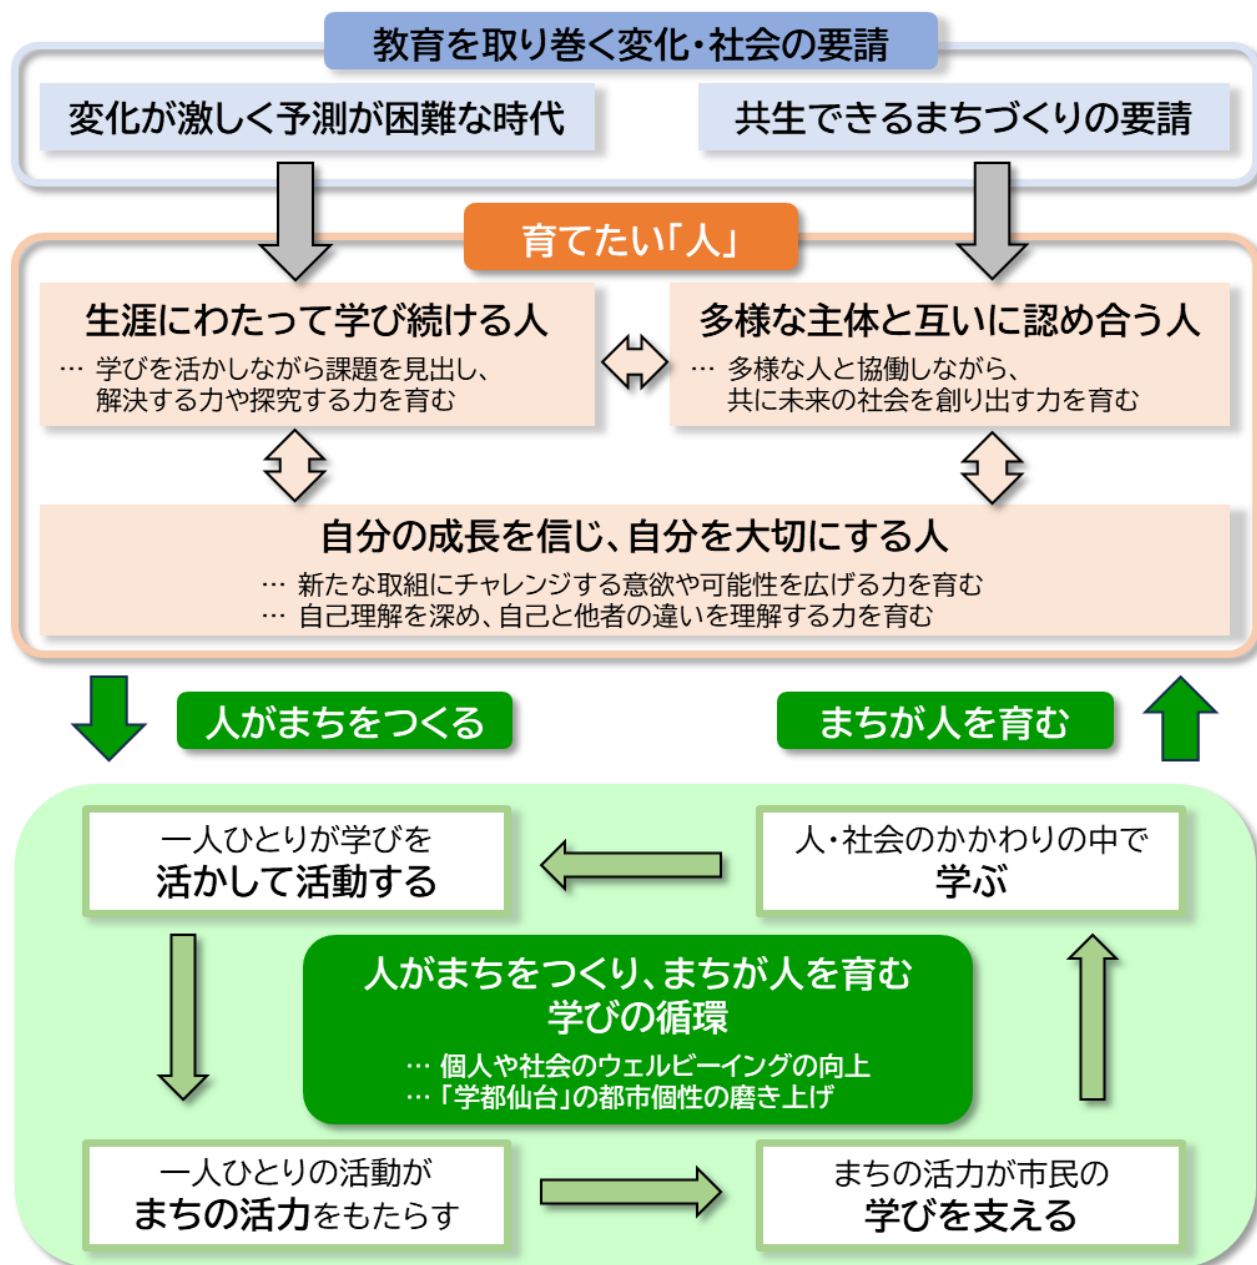 教育を取り巻く変化・社会の要請
変化が激しく予測が困難な時代
共生できるまちづくりの要請
育てたい「人」
生涯にわたって学び続ける人
… 学びを活かしながら課題を見出し、
解決する力や探究する力を育む
多様な主体と互いに認め合う人
… 多様な人と協働しながら、
共に未来の社会を創り出す力を育む
自分の成長を信じ、自分を大切にする人
… 新たな取組にチャレンジする意欲や可能性を広げる力を育む
… 自己理解を深め、自己と他者の違いを理解する力を育む
人がまちをつくる
まちが人を育む
一人ひとりが学びを
活かして活動する
人・社会のかかわりの中で
学ぶ
人がまちをつくり、まちが人を育む
学びの循環
… 個人や社会のウェルビーイングの向上
… 「学都仙台」の都市個性の磨き上げ
一人ひとりの活動が
まちの活力をもたらす
まちの活力が市民の
学びを支える